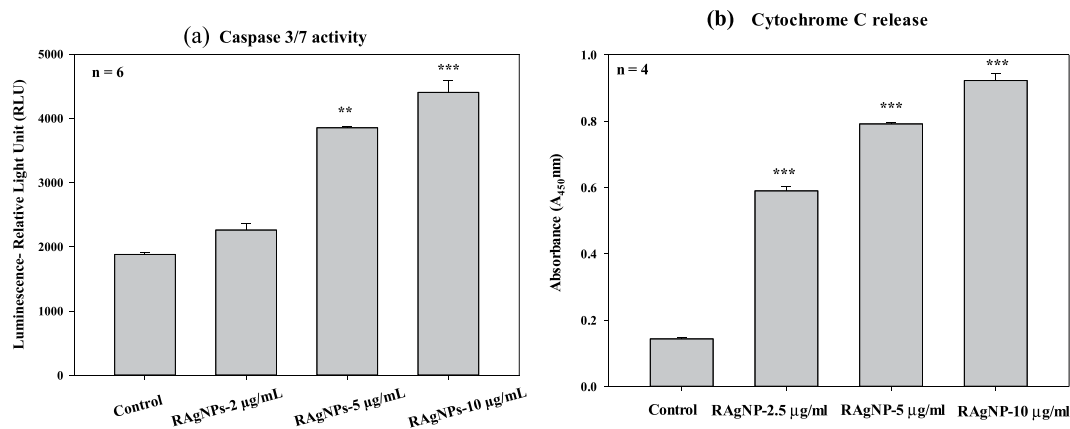 (a) Caspase 3/7 activity
Luminescence- Relative Light Unit (RLU)
5000
4000
3000
2000
1000
0
n = 6
**
***
Control
RAgNPs-2 µg/mL
RAgNPs-5 µg/mL
RAgNPs-10 µg/mL
(b) Cytochrome C release
Absorbance (A450nm)
1.0
0.8
0.6
0.4
0.2
0.0
n = 4
***
***
***
Control
RAgNP-2.5 µg/ml
RAgNP-5 µg/ml
RAgNP-10 µg/ml